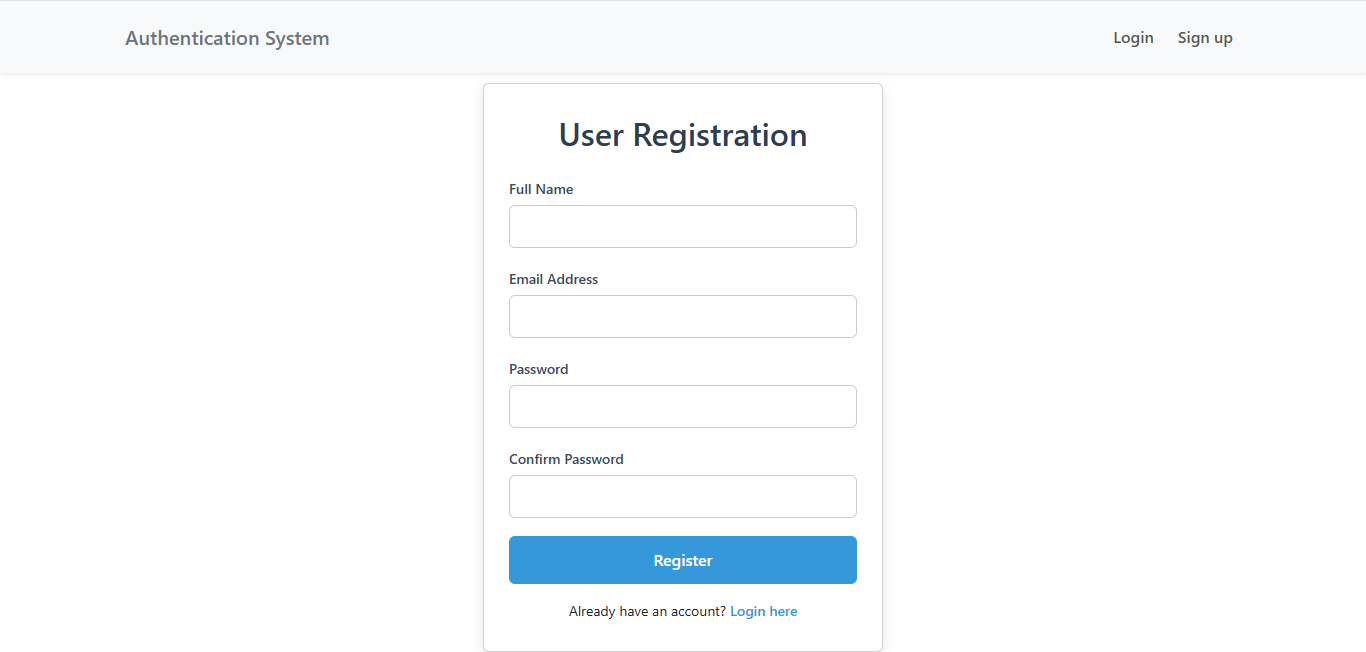 Authentication System Login Sign up
User Registration
Full Name
Email Address
Password
Confirm Password
Register
Already have an account? Login here